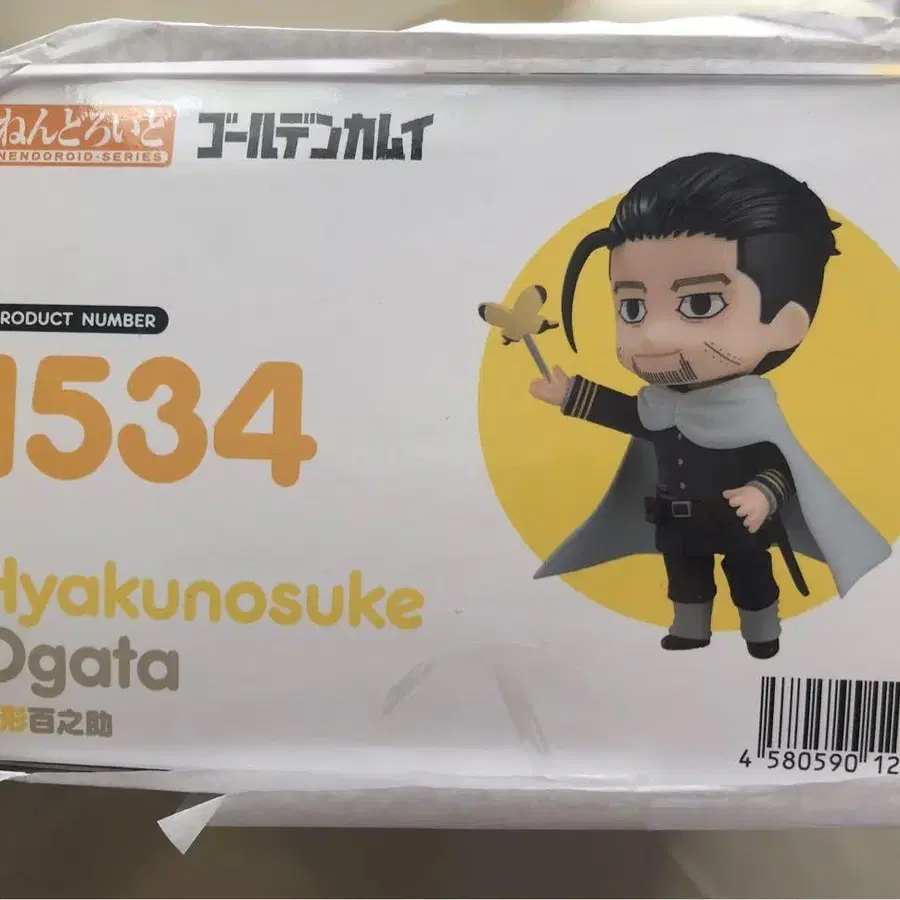 ねんどろいど
NENDOROID·SERIES
ゴールデンカムイ
PRODUCT NUMBER
1534
Hyakunosuke
Ogata
形百之助
4 580590 12